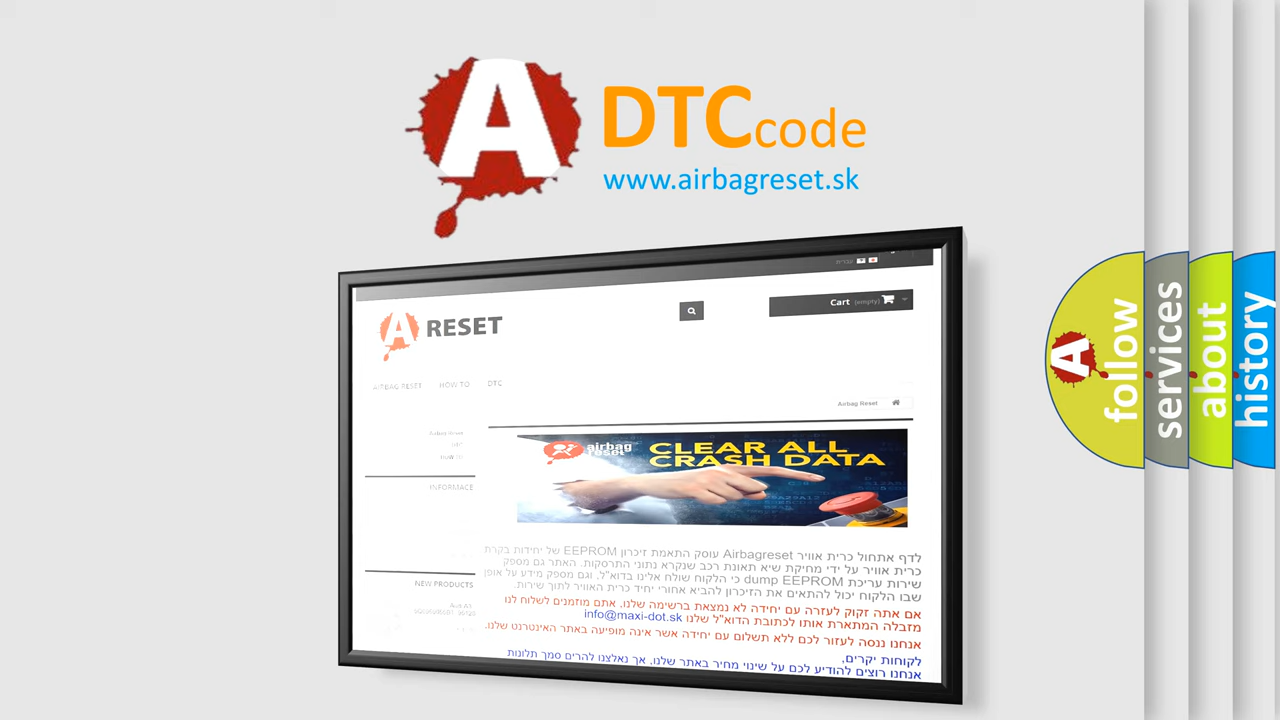 A DTC code
www.airbagreset.sk
עברית
A RESET
Cart (empty)
AIRBAG RESET HOW TO DTC
Airbag Reset
Airbag Reset
INFORMACE
NEW PRODUCTS
airbag reset
CLEAR ALL
CRASH DATA
לדף אתחול כרית אוויר Airbagreset עוסק התאמת זיכרון EEPROM של יחידות בקרת
כרית אוויר על ידי מחיקת שיא תאונת רכב שנקרא נתוני התרסקות. האתר גם מספק
שירות עריכת dump EEPROM כי הלקוח שולח אלינו בדוא"ל, וגם מספק מידע על אופן
שבו הלקוח יכול להתאים את הזיכרון להביא אחורי יחיד כרית האוויר לתוך שירות.
אם אתה זקוק לעזרה עם יחידה לא נמצאת ברשימה שלנו, אתם מוזמנים לשלוח לנו
מזבלה המתארת אותו לכתובת הדוא"ל שלנו info@maxi-dot.sk
אנחנו ננסה לעזור לכם ללא תשלום עם יחידה אשר אינה מופיעה באתר האינטרנט שלנו.
לקוחות יקרים,
אנחנו רוצים להודיע לכם על שינוי מחיר באתר שלנו, אך נאלצנו להרים סמך תלונות
A follow
services
about
history